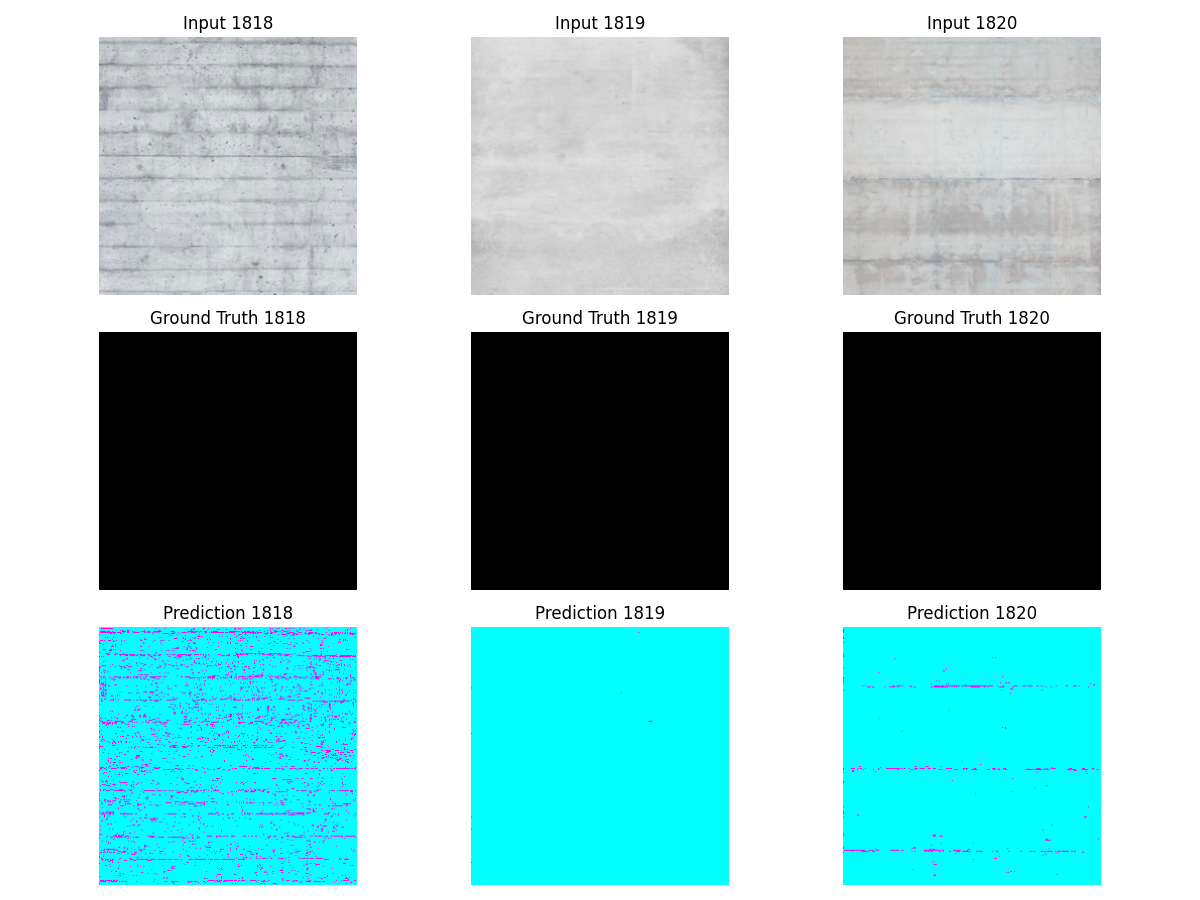 Input 1818
Input 1819
Input 1820
Ground Truth 1818
Ground Truth 1819
Ground Truth 1820
Prediction 1818
Prediction 1819
Prediction 1820